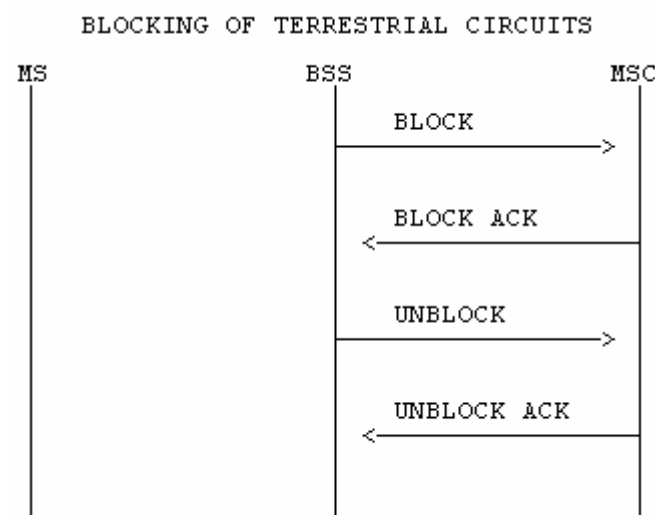 BLOCKING OF TERRESTRIAL CIRCUITS
MS BSS MSC
BLOCK
BLOCK ACK
UNBLOCK
UNBLOCK ACK